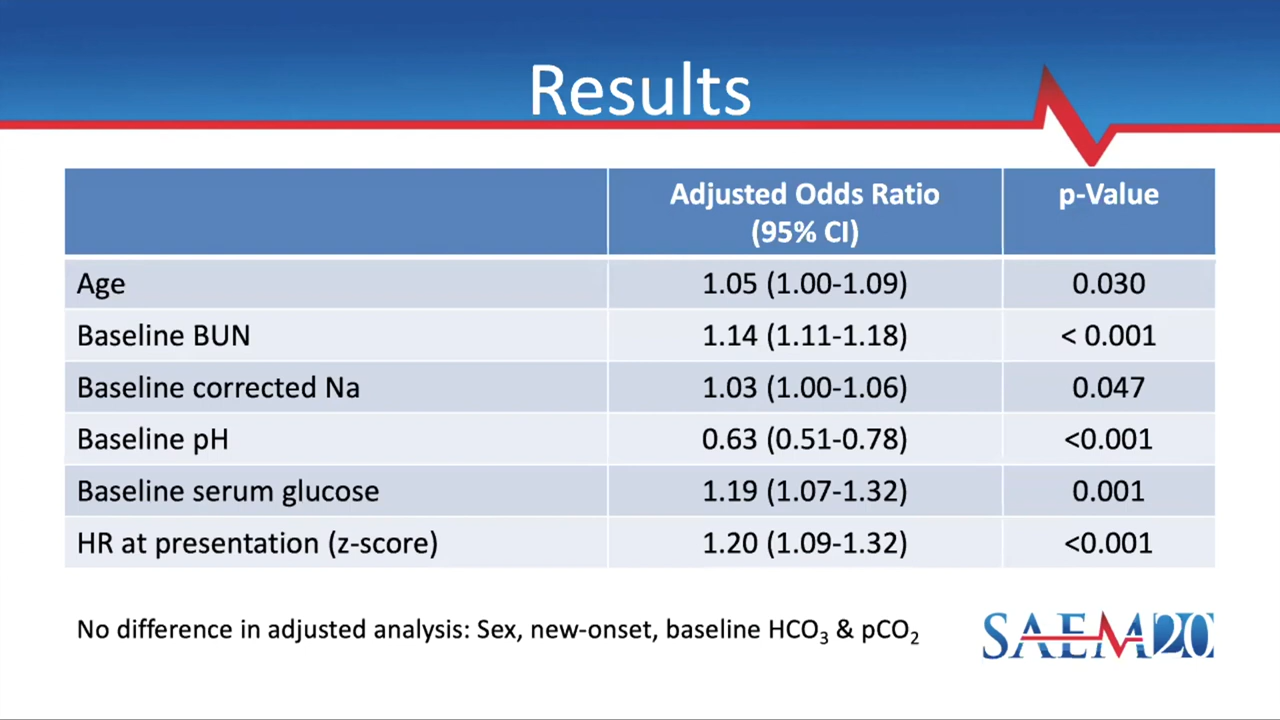 Results
Adjusted Odds Ratio
(95% CI)
p-Value
Age 1.05 (1.00-1.09) 0.030
Baseline BUN 1.14 (1.11-1.18) < 0.001
Baseline corrected Na 1.03 (1.00-1.06) 0.047
Baseline pH 0.63 (0.51-0.78) <0.001
Baseline serum glucose 1.19 (1.07-1.32) 0.001
HR at presentation (z-score) 1.20 (1.09-1.32) <0.001
No difference in adjusted analysis: Sex, new-onset, baseline HCO₃ & pCO₂
SAEM20